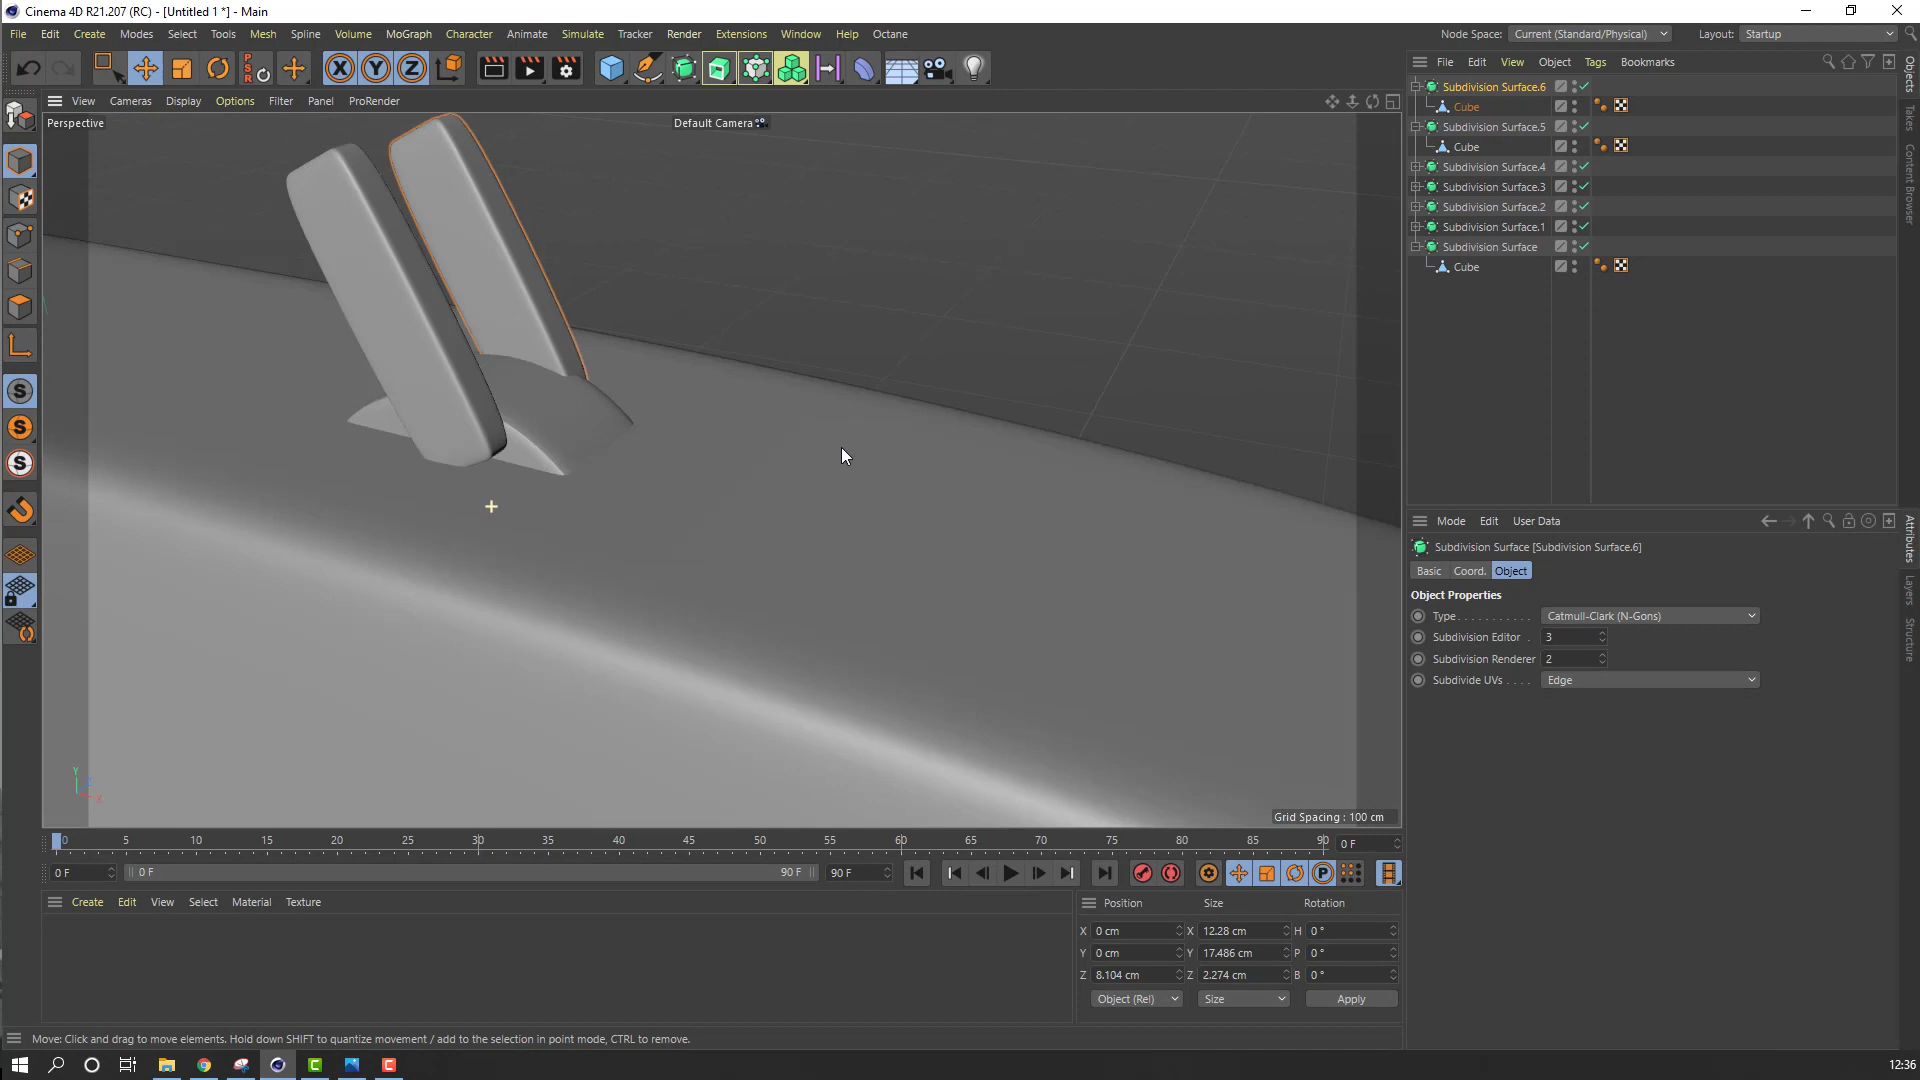 Cinema 4D R21.207 (RC) - [Untitled 1 *] - Main
File Edit Create Modes Select Tools Mesh Spline Volume MoGraph Character Animate Simulate Tracker Render Extensions Window Help Octane
Node Space: Current (Standard/Physical) Layout: Startup
X Y Z
File Edit View Object Tags Bookmarks
View Cameras Display Options Filter Panel ProRender
Perspective
Default Camera
Subdivision Surface.6
Cube
Subdivision Surface.5
Cube
Subdivision Surface.4
Subdivision Surface.3
Subdivision Surface.2
Subdivision Surface.1
Subdivision Surface
Cube
Objects
Takes
Content Browser
Attributes
Layers
Structure
Mode Edit User Data
Subdivision Surface [Subdivision Surface.6]
Basic Coord. Object
Object Properties
Type Catmull-Clark (N-Gons)
Subdivision Editor 3
Subdivision Renderer 2
Subdivide UVs Edge
Grid Spacing : 100 cm
0 5 10 15 20 25 30 35 40 45 50 55 60 65 70 75 80 85 90 0 F
0 F 0 F 90 F 90 F
Create Edit View Select Material Texture
Position Size Rotation
X 0 cm X 12.28 cm H 0 °
Y 0 cm Y 17.486 cm P 0 °
Z 8.104 cm Z 2.274 cm B 0 °
Object (Rel) Size Apply
Move: Click and drag to move elements. Hold down SHIFT to quantize movement / add to the selection in point mode, CTRL to remove.
12:36